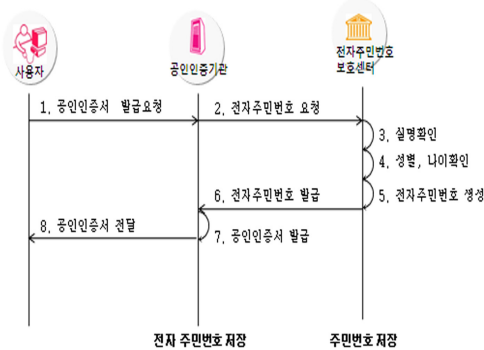 사용자
공인인증기관
전자주민번호
보호센터
1. 공인인증서 발급요청
2. 전자주민번호 요청
3. 실명확인
4. 성별, 나이확인
5. 전자주민번호 생성
6. 전자주민번호 발급
7. 공인인증서 발급
8. 공인인증서 전달
전자 주민번호 저장
주민번호 저장